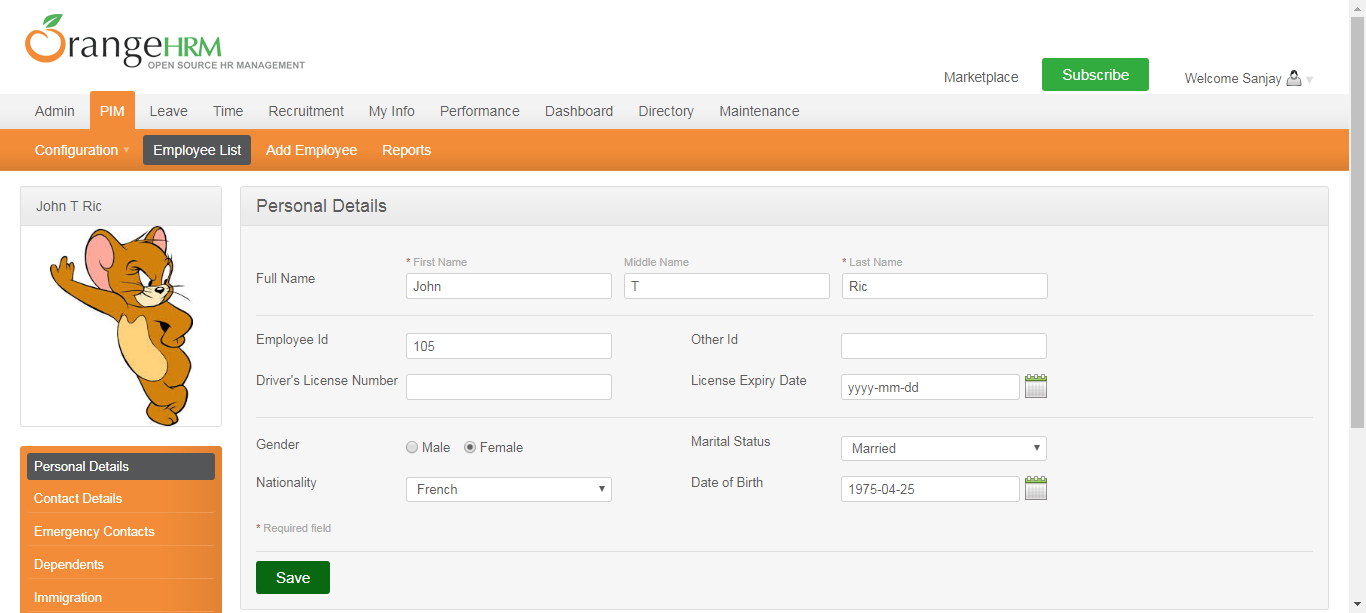 OrangeHRM
OPEN SOURCE HR MANAGEMENT
Marketplace Subscribe Welcome Sanjay
Admin PIM Leave Time Recruitment My Info Performance Dashboard Directory Maintenance
Configuration Employee List Add Employee Reports
John T Ric
Personal Details
* First Name Middle Name * Last Name
Full Name
John T Ric
Employee Id 105 Other Id
Driver's License Number License Expiry Date yyyy-mm-dd
Gender Male Female Marital Status Married
Nationality French Date of Birth 1975-04-25
* Required field
Save
Personal Details
Contact Details
Emergency Contacts
Dependents
Immigration